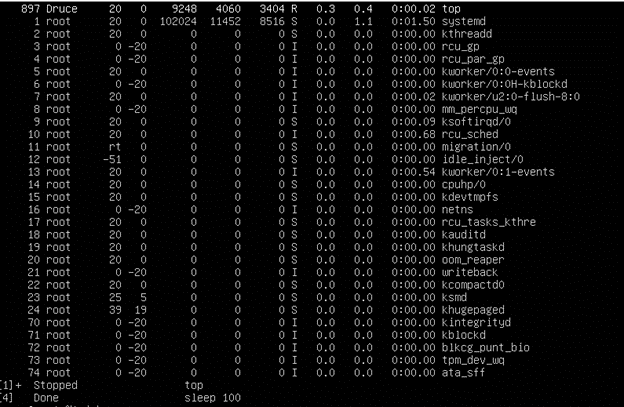 897 Druce 20 0 9248 4060 3404 R 0.3 0.4 0:00.02 top
1 root 20 0 102024 11452 8516 S 0.0 1.1 0:01.50 systemd
2 root 20 0 0 0 0 S 0.0 0.0 0:00.00 kthreadd
3 root 0 -20 0 0 0 I 0.0 0.0 0:00.00 rcu_gp
4 root 0 -20 0 0 0 I 0.0 0.0 0:00.00 rcu_par_gp
5 root 20 0 0 0 0 I 0.0 0.0 0:00.00 kworker/0:0-events
6 root 0 -20 0 0 0 I 0.0 0.0 0:00.00 kworker/0:0H-kblockd
7 root 20 0 0 0 0 I 0.0 0.0 0:00.02 kworker/u2:0-flush-8:0
8 root 0 -20 0 0 0 I 0.0 0.0 0:00.00 mm_percpu_wq
9 root 20 0 0 0 0 S 0.0 0.0 0:00.09 ksoftirqd/0
10 root 20 0 0 0 0 I 0.0 0.0 0:00.68 rcu_sched
11 root rt 0 0 0 0 S 0.0 0.0 0:00.00 migration/0
12 root -51 0 0 0 0 S 0.0 0.0 0:00.00 idle_inject/0
13 root 20 0 0 0 0 I 0.0 0.0 0:00.54 kworker/0:1-events
14 root 20 0 0 0 0 S 0.0 0.0 0:00.00 cpuhp/0
15 root 20 0 0 0 0 S 0.0 0.0 0:00.00 kdevtmpfs
16 root 0 -20 0 0 0 I 0.0 0.0 0:00.00 netns
17 root 20 0 0 0 0 S 0.0 0.0 0:00.00 rcu_tasks_kthre
18 root 20 0 0 0 0 S 0.0 0.0 0:00.00 kauditd
19 root 20 0 0 0 0 S 0.0 0.0 0:00.00 khungtaskd
20 root 20 0 0 0 0 S 0.0 0.0 0:00.00 oom_reaper
21 root 0 -20 0 0 0 I 0.0 0.0 0:00.00 writeback
22 root 20 0 0 0 0 S 0.0 0.0 0:00.00 kcompactd0
23 root 25 5 0 0 0 S 0.0 0.0 0:00.00 ksmd
24 root 39 19 0 0 0 S 0.0 0.0 0:00.00 khugepaged
70 root 0 -20 0 0 0 I 0.0 0.0 0:00.00 kintegrityd
71 root 0 -20 0 0 0 I 0.0 0.0 0:00.00 kblockd
72 root 0 -20 0 0 0 I 0.0 0.0 0:00.00 blkcg_punt_bio
73 root 0 -20 0 0 0 I 0.0 0.0 0:00.00 tpm_dev_wq
74 root 0 -20 0 0 0 I 0.0 0.0 0:00.00 ata_sff
[1]+ Stopped top
[4] Done sleep 100